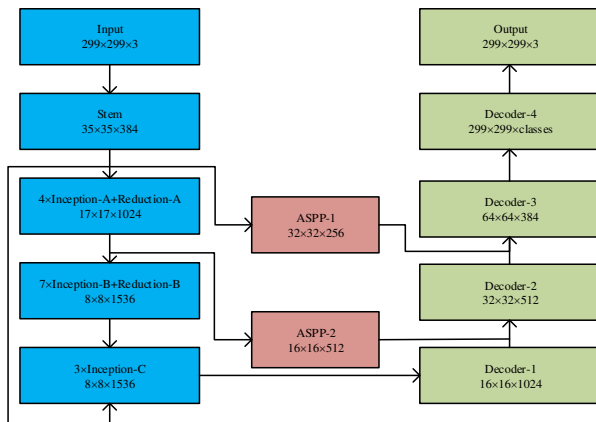 Input
299×299×3
Stem
35×35×384
4×Inception-A+Reduction-A
17×17×1024
7×Inception-B+Reduction-B
8×8×1536
3×Inception-C
8×8×1536
ASPP-1
32×32×256
ASPP-2
16×16×512
Output
299×299×3
Decoder-4
299×299×classes
Decoder-3
64×64×384
Decoder-2
32×32×512
Decoder-1
16×16×1024